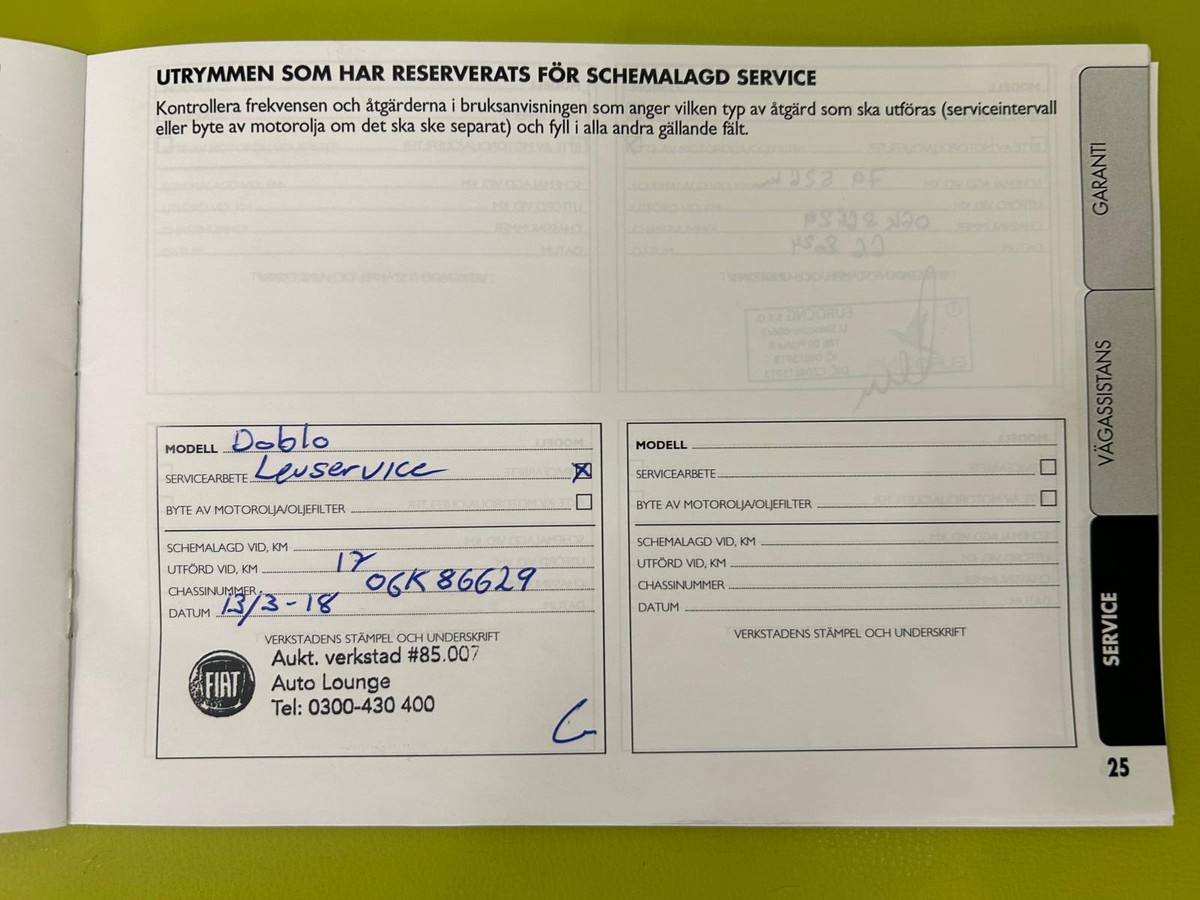 UTRYMMEN SOM HAR RESERVERATS FÖR SCHEMALAGD SERVICE
Kontrollera frekvensen och åtgärderna i bruksanvisningen som anger vilken typ av åtgärd som ska utföras (serviceintervall
eller byte av motorolja om det ska ske separat) och fyll i alla andra gällande fält.
MODELL Doblo
SERVICEARBETE Levservice
BYTE AV MOTOROLJA/OLJEFILTER
SCHEMALAGD VID, KM
UTFÖRD VID, KM 17
CHASSINUMMER 06K86629
DATUM 13/3-18
VERKSTADENS STÄMPEL OCH UNDERSKRIFT
FIAT
Aukt. verkstad #85.007
Auto Lounge
Tel: 0300-430 400
MODELL
SERVICEARBETE
BYTE AV MOTOROLJA/OLJEFILTER
SCHEMALAGD VID, KM
UTFÖRD VID, KM
CHASSINUMMER
DATUM
VERKSTADENS STÄMPEL OCH UNDERSKRIFT
GARANTI
VÄGASSISTANS
SERVICE
25